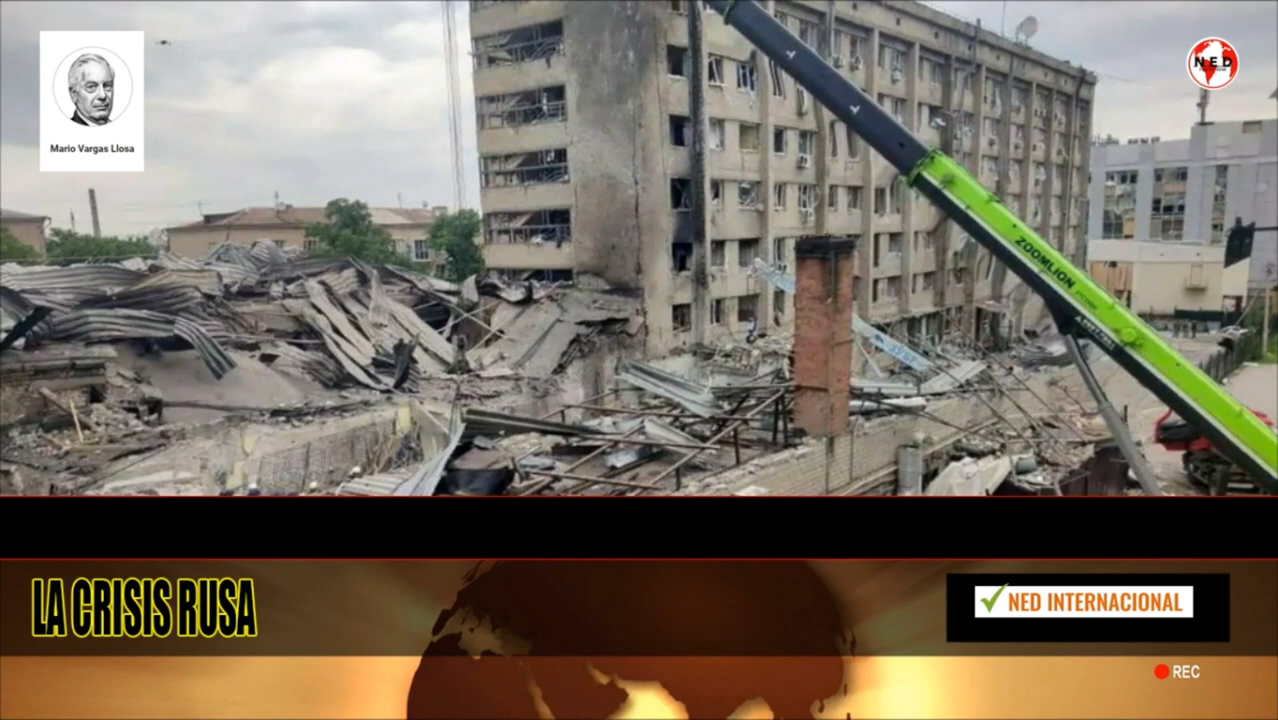 Mario Vargas Llosa
NED
ZOOMLION
LA CRISIS RUSA
NED INTERNACIONAL
REC